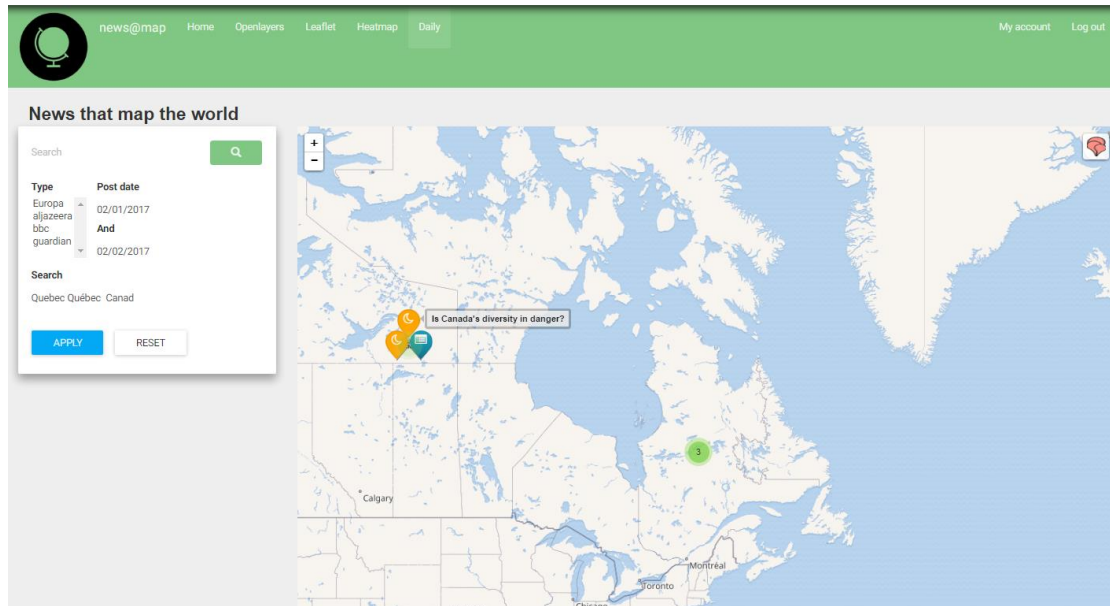 news@map Home Openlayers Leaflet Heatmap Daily My account Log out
News that map the world
Search
Type Post date
Europa
aljazeera
bbc
guardian
02/01/2017
And
02/02/2017
Search
Quebec Québec Canad
APPLY RESET
+
-
Is Canada's diversity in danger?
3
Calgary
Montréal
Toronto
Chicago